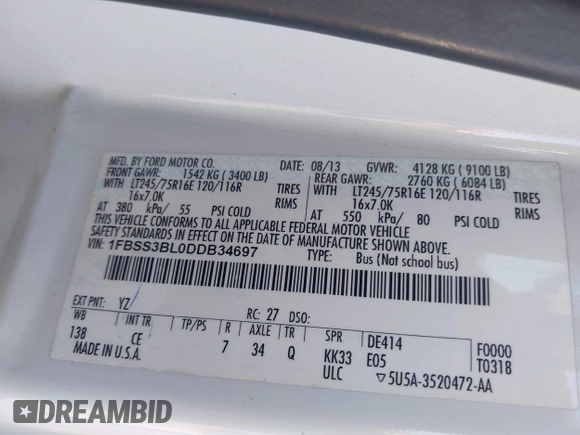 MFD. BY FORD MOTOR CO. DATE: 08/13 GVWR: 4128 KG ( 9100 LB)
FRONT GAWR: 1542 KG ( 3400 LB) REAR GAWR: 2760 KG ( 6084 LB)
WITH LT245/75R16E 120/116R TIRES WITH LT245/75R16E 120/116R TIRES
16x7.0K RIMS 16x7.0K RIMS
AT 380 kPa/ 55 PSI COLD AT 550 kPa/ 80 PSI COLD
THIS VEHICLE CONFORMS TO ALL APPLICABLE FEDERAL MOTOR VEHICLE
SAFETY STANDARDS IN EFFECT ON THE DATE OF MANUFACTURE SHOWN ABOVE.
VIN: 1FBSS3BL0DDB34697 TYPE: Bus (Not school bus)
EXT PNT: YZ RC: 27 DSO:
WB INT TR TP/PS R AXLE TR SPR DE414 F0000
138 CE 7 34 Q KK33 E05 T0318
MADE IN U.S.A. ULC ▽5U5A-3520472-AA
DREAMBID